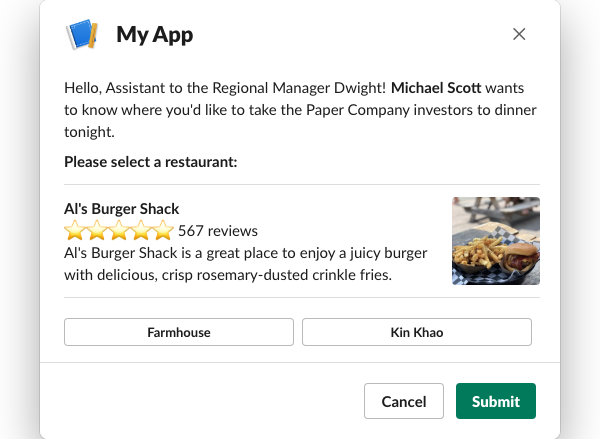 My App
Hello, Assistant to the Regional Manager Dwight! Michael Scott wants
to know where you'd like to take the Paper Company investors to dinner
tonight.
Please select a restaurant:
Al's Burger Shack
567 reviews
Al's Burger Shack is a great place to enjoy a juicy burger
with delicious, crisp rosemary-dusted crinkle fries.
Farmhouse
Kin Khao
Cancel
Submit